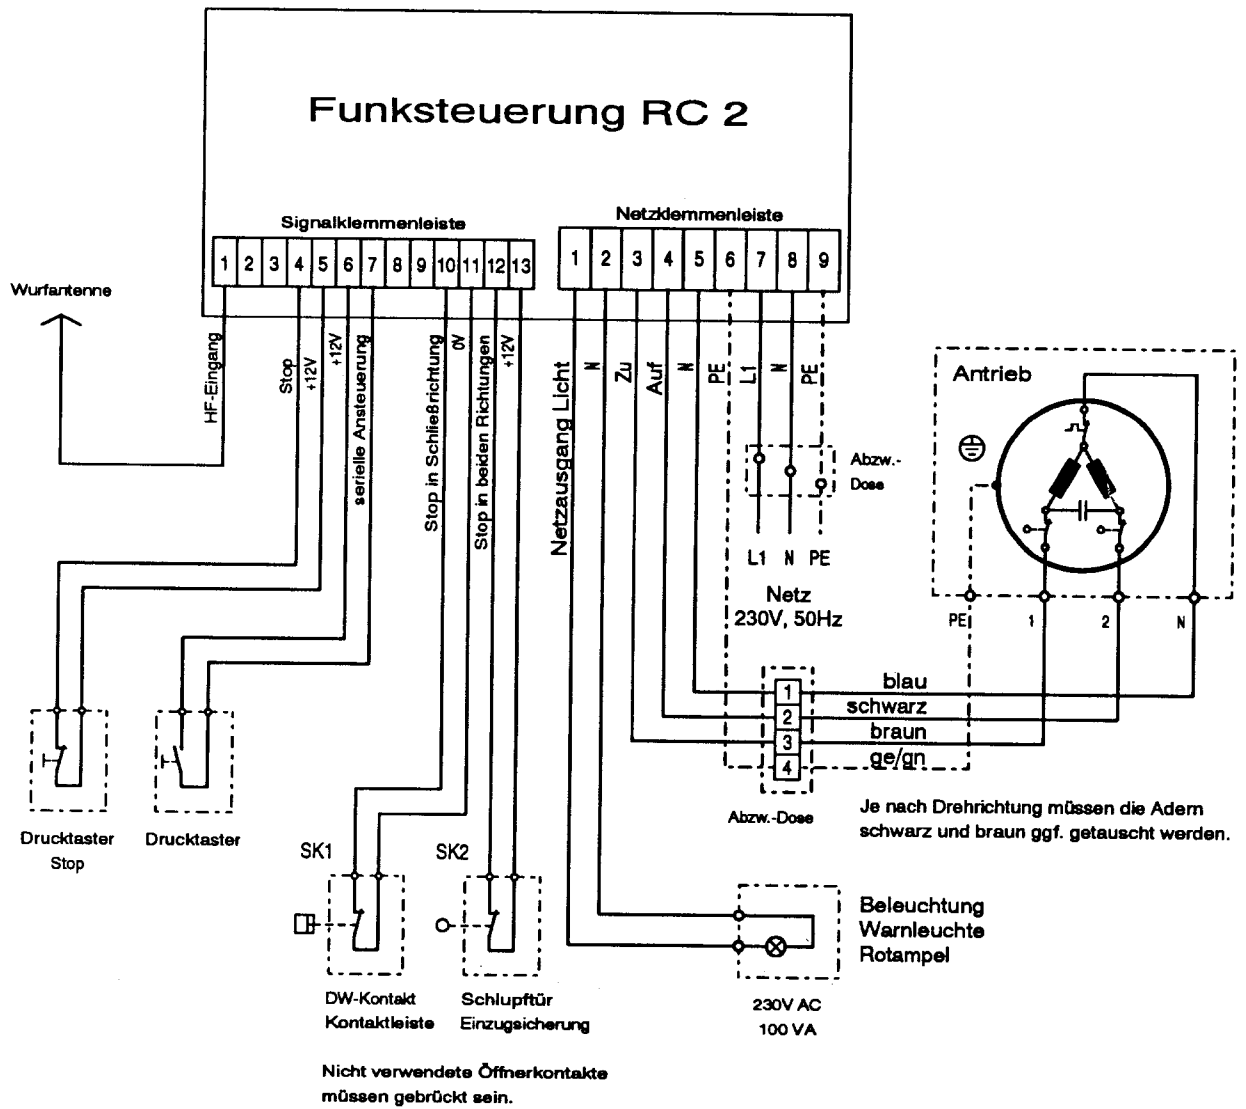 Funksteuerung RC 2
Signalklemmenleiste
Netzklemmenleiste
1 2 3 4 5 6 7 8 9 10 11 12 13
1 2 3 4 5 6 7 8 9
Wurfantenne
HF-Eingang
Stop
+12V
+12V
serielle Ansteuerung
Stop in Schließrichtung
0V
Stop in beiden Richtungen
+12V
Netzausgang Licht
N
Zu
Auf
N
PE
L1
N
PE
Abzw.-
Dose
L1 N PE
Netz
230V, 50Hz
Antrieb
PE 1 2 N
1 blau
2 schwarz
3 braun
4 ge/gn
Abzw.-Dose
Je nach Drehrichtung müssen die Adern
schwarz und braun ggf. getauscht werden.
Drucktaster
Stop
Drucktaster
SK1
SK2
DW-Kontakt
Kontaktleiste
Schlupftür
Einzugsicherung
Beleuchtung
Warnleuchte
Rotampel
230V AC
100 VA
Nicht verwendete Öffnerkontakte
müssen gebrückt sein.